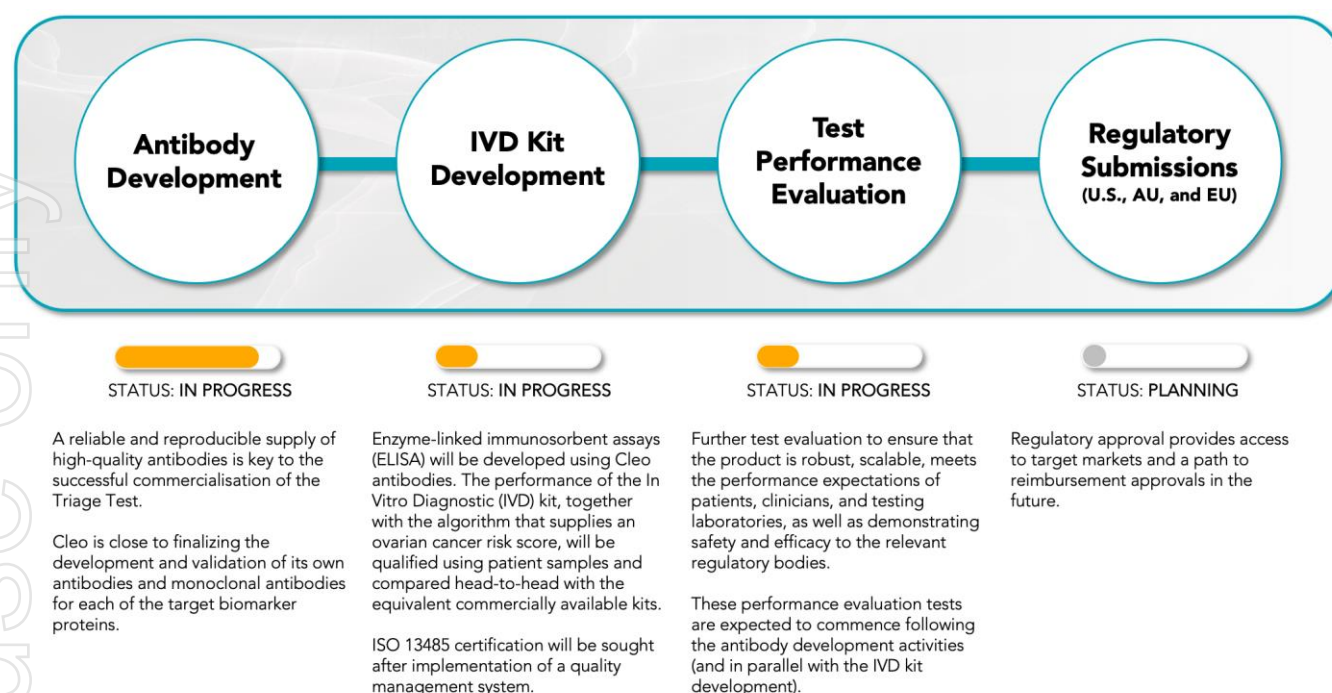 Antibody
Development
IVD Kit
Development
Test
Performance
Evaluation
Regulatory
Submissions
(U.S., AU, and EU)
STATUS: IN PROGRESS
A reliable and reproducible supply of
high-quality antibodies is key to the
successful commercialisation of the
Triage Test.
Cleo is close to finalizing the
development and validation of its own
antibodies and monoclonal antibodies
for each of the target biomarker
proteins.
STATUS: IN PROGRESS
Enzyme-linked immunosorbent assays
(ELISA) will be developed using Cleo
antibodies. The performance of the In
Vitro Diagnostic (IVD) kit, together
with the algorithm that supplies an
ovarian cancer risk score, will be
qualified using patient samples and
compared head-to-head with the
equivalent commercially available kits.
ISO 13485 certification will be sought
after implementation of a quality
management system.
STATUS: IN PROGRESS
Further test evaluation to ensure that
the product is robust, scalable, meets
the performance expectations of
patients, clinicians, and testing
laboratories, as well as demonstrating
safety and efficacy to the relevant
regulatory bodies.
These performance evaluation tests
are expected to commence following
the antibody development activities
(and in parallel with the IVD kit
development).
STATUS: PLANNING
Regulatory approval provides access
to target markets and a path to
reimbursement approvals in the
future.
use only